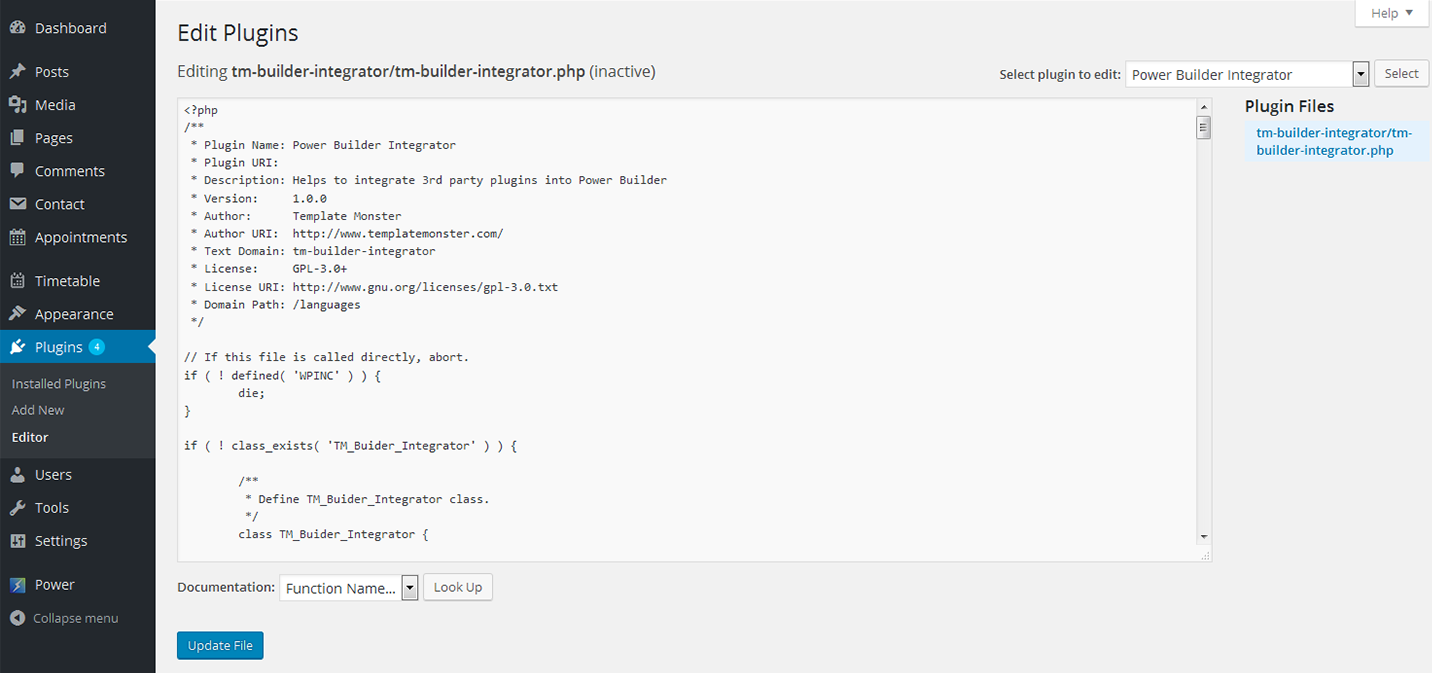 Dashboard
Posts
Media
Pages
Comments
Contact
Appointments
Timetable
Appearance
Plugins 4
Installed Plugins
Add New
Editor
Users
Tools
Settings
Power
Collapse menu
Help
Edit Plugins
Editing tm-builder-integrator/tm-builder-integrator.php (inactive)
Select plugin to edit: Power Builder Integrator Select
<?php
/**
 * Plugin Name: Power Builder Integrator
 * Plugin URI:
 * Description: Helps to integrate 3rd party plugins into Power Builder
 * Version:     1.0.0
 * Author:      Template Monster
 * Author URI:  http://www.templatemonster.com/
 * Text Domain: tm-builder-integrator
 * License:     GPL-3.0+
 * License URI: http://www.gnu.org/licenses/gpl-3.0.txt
 * Domain Path: /languages
 */
// If this file is called directly, abort.
if ( ! defined( 'WPINC' ) ) {
        die;
}
if ( ! class_exists( 'TM_Buider_Integrator' ) ) {
        /**
         * Define TM_Buider_Integrator class.
         */
        class TM_Buider_Integrator {
Plugin Files
tm-builder-integrator/tm-
builder-integrator.php
Documentation: Function Name... Look Up
Update File